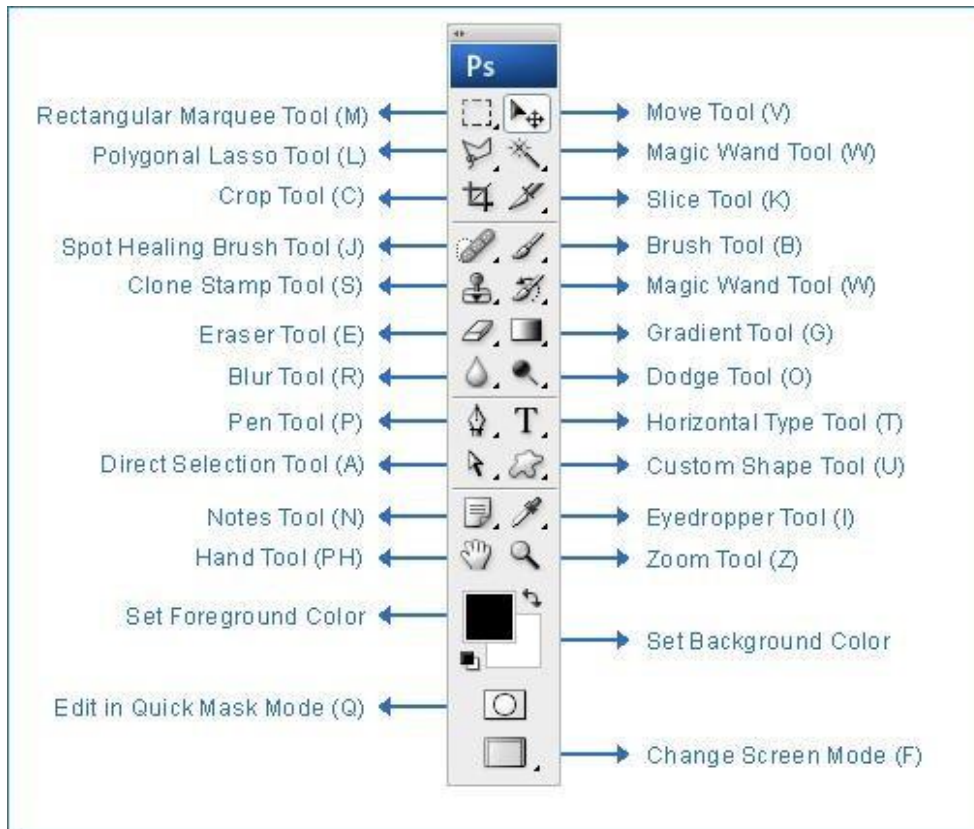 Ps
Rectangular Marquee Tool (M)
Move Tool (V)
Polygonal Lasso Tool (L)
Magic Wand Tool (W)
Crop Tool (C)
Slice Tool (K)
Spot Healing Brush Tool (J)
Brush Tool (B)
Clone Stamp Tool (S)
Magic Wand Tool (W)
Eraser Tool (E)
Gradient Tool (G)
Blur Tool (R)
Dodge Tool (O)
Pen Tool (P)
T
Horizontal Type Tool (T)
Direct Selection Tool (A)
Custom Shape Tool (U)
Notes Tool (N)
Eyedropper Tool (I)
Hand Tool (PH)
Zoom Tool (Z)
Set Foreground Color
Set Background Color
Edit in Quick Mask Mode (Q)
Change Screen Mode (F)